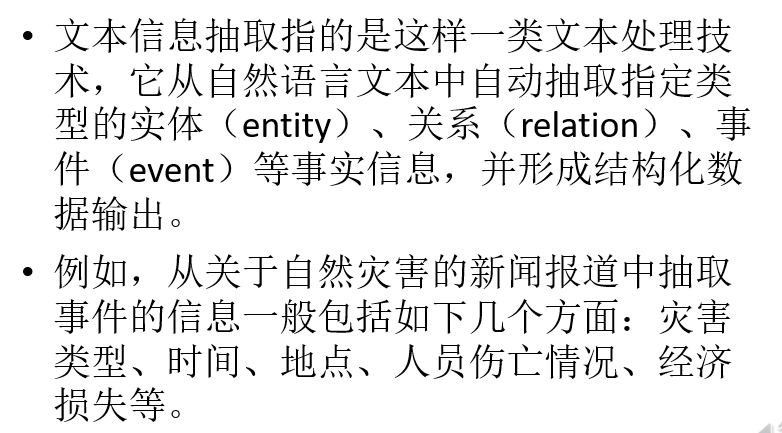 • 文本信息抽取指的是这样一类文本处理技
术，它从自然语言文本中自动抽取指定类
型的实体（entity）、关系（relation）、事
件（event）等事实信息，并形成结构化数
据输出。
• 例如，从关于自然灾害的新闻报道中抽取
事件的信息一般包括如下几个方面：灾害
类型、时间、地点、人员伤亡情况、经济
损失等。